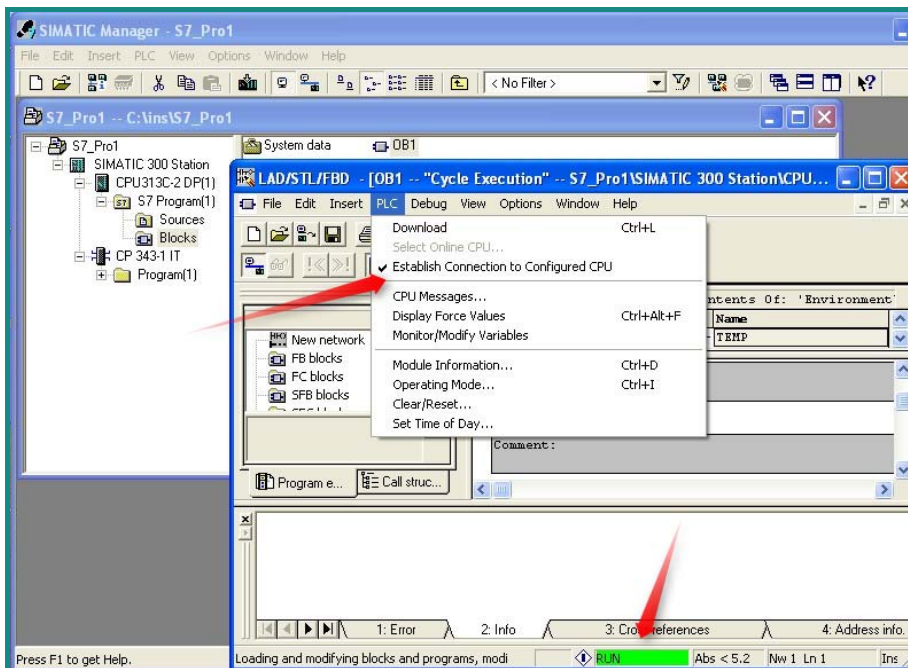 SIMATIC Manager - S7_Pro1
File Edit Insert PLC View Options Window Help
< No Filter >
S7_Pro1 -- C:\ins\S7_Pro1
S7_Pro1
SIMATIC 300 Station
CPU313C-2 DP(1)
S7 Program(1)
Sources
Blocks
CP 343-1 IT
Program(1)
System data
OB1
LAD/STL/FBD - [OB1 -- "Cycle Execution" -- S7_Pro1\SIMATIC 300 Station\CPU...
File Edit Insert PLC Debug View Options Window Help
Download Ctrl+L
Select Online CPU...
Establish Connection to Configured CPU
CPU Messages...
Display Force Values Ctrl+Alt+F
Monitor/Modify Variables
Module Information... Ctrl+D
Operating Mode... Ctrl+I
Clear/Reset...
Set Time of Day...
New network
FB blocks
FC blocks
SFB blocks
Of: 'Environment'
Name
TEMP
Comment:
Program e... Call struc...
1: Error 2: Info 3: references 4: Address info.
Press F1 to get Help.
Loading and modifying blocks and programs, modi RUN Abs < 5.2 Nw 1 Ln 1 Ins